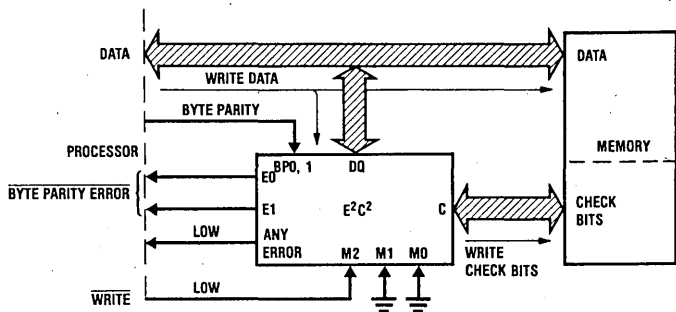 DATA
DATA
WRITE DATA
BYTE PARITY
PROCESSOR
MEMORY
BP0, 1
DQ
E0
BYTE PARITY ERROR
E1
E²C²
C
CHECK
BITS
LOW
ANY
ERROR
M2
M1
M0
WRITE
CHECK BITS
WRITE
LOW